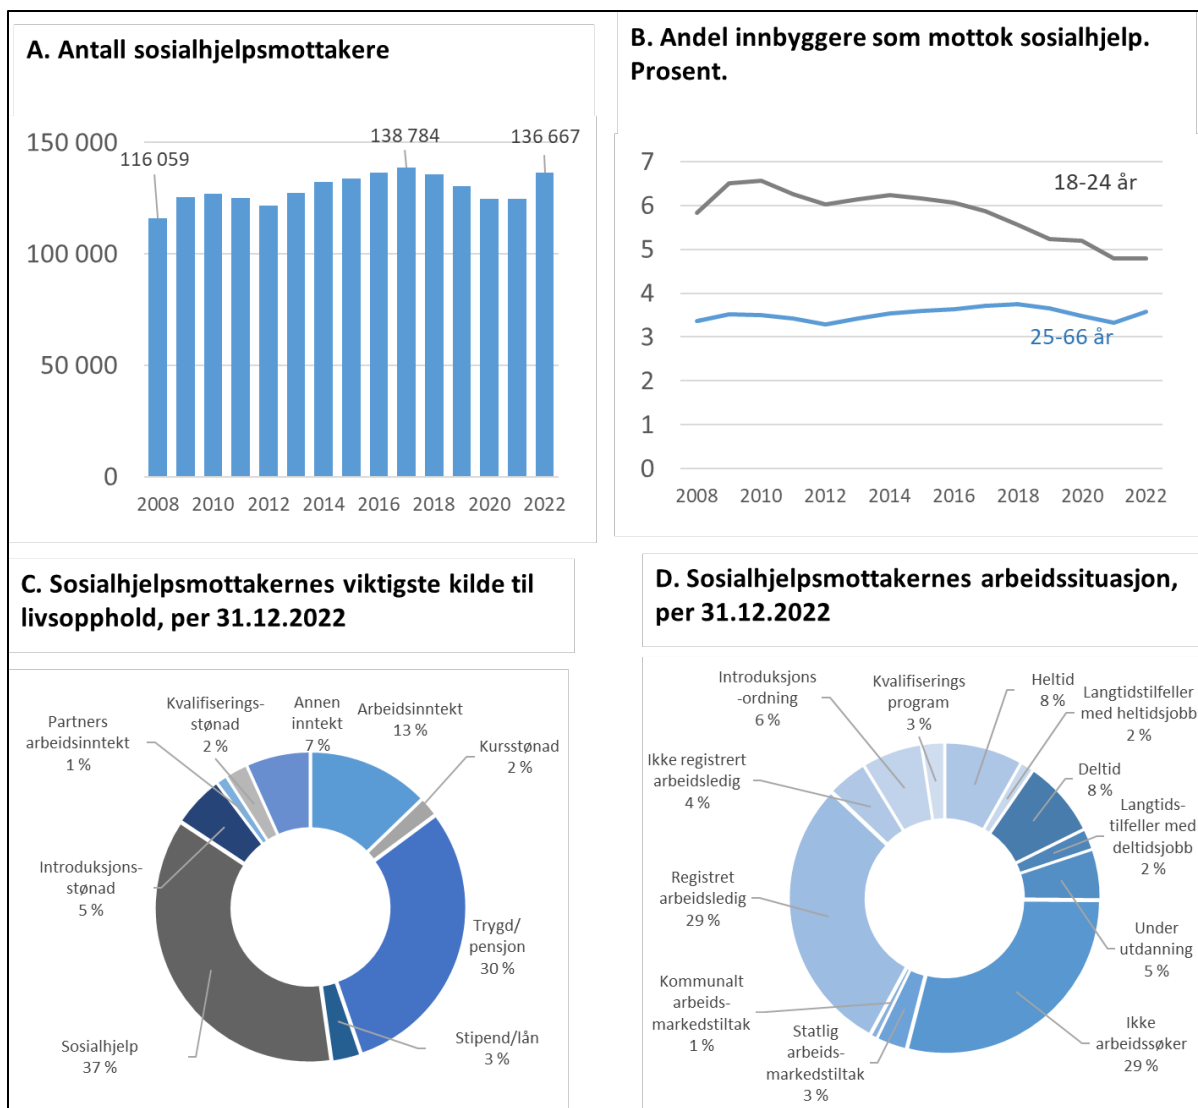 A. Antall sosialhjelpsmottakere
150 000
100 000
50 000
0
116 059
138 784
136 667
2008 2010 2012 2014 2016 2018 2020 2022
B. Andel innbyggere som mottok sosialhjelp.
Prosent.
7
6
5
4
3
2
1
0
18-24 år
25-66 år
2008 2010 2012 2014 2016 2018 2020 2022
C. Sosialhjelpsmottakernes viktigste kilde til
livsopphold, per 31.12.2022
Annen
inntekt
7 %
Arbeidsinntekt
13 %
Kursstønad
2 %
Trygd/
pensjon
30 %
Stipend/lån
3 %
Sosialhjelp
37 %
Introduksjons-
stønad
5 %
Partners
arbeidsinntekt
1 %
Kvalifiserings-
stønad
2 %
D. Sosialhjelpsmottakernes arbeidssituasjon,
per 31.12.2022
Heltid
8 %
Langtidstilfeller
med heltidsjobb
2 %
Deltid
8 %
Langtids-
tilfeller med
deltidsjobb
2 %
Under
utdanning
5 %
Ikke
arbeidssøker
29 %
Statlig
arbeids-
markedstiltak
3 %
Kommunalt
arbeids-
markedstiltak
1 %
Registret
arbeidsledig
29 %
Ikke registrert
arbeidsledig
4 %
Introduksjons
-ordning
6 %
Kvalifiserings
program
3 %